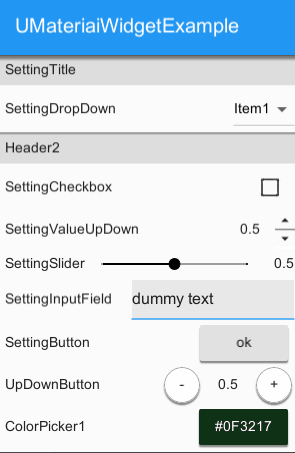 UMateriaiWidgetExample
SettingTitle
SettingDropDown Item1
Header2
SettingCheckbox
SettingValueUpDown 0.5
SettingSlider 0.5
SettingInputField dummy text
SettingButton ok
UpDownButton - 0.5 +
ColorPicker1 #0F3217